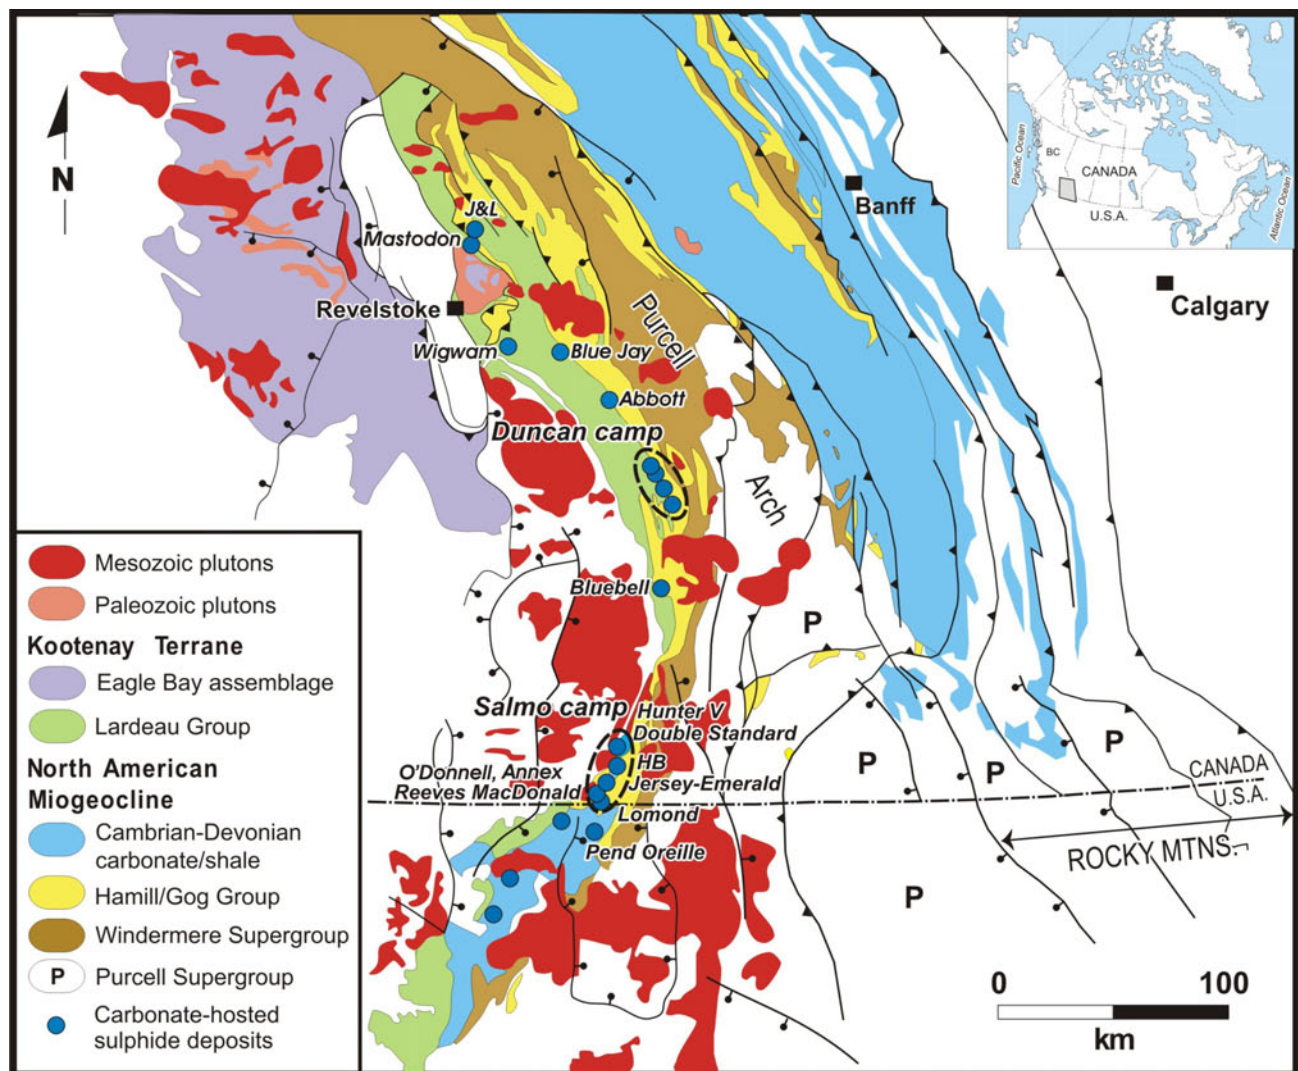 N
J&L
Mastodon
Revelstoke
Wigwam
Blue Jay
Abbott
Duncan camp
Purcell
Arch
Banff
Calgary
Bluebell
Salmo camp
Hunter V
Double Standard
HB
Jersey-Emerald
O'Donnell, Annex
Reeves MacDonald
Lomond
Pend Oreille
P
P
P
P
P
CANADA
U.S.A.
ROCKY MTNS.
0 100
km
Pacific Ocean
BC
CANADA
U.S.A.
Atlantic Ocean
Mesozoic plutons
Paleozoic plutons
Kootenay Terrane
Eagle Bay assemblage
Lardeau Group
North American
Miogeocline
Cambrian-Devonian
carbonate/shale
Hamill/Gog Group
Windermere Supergroup
P Purcell Supergroup
Carbonate-hosted
sulphide deposits